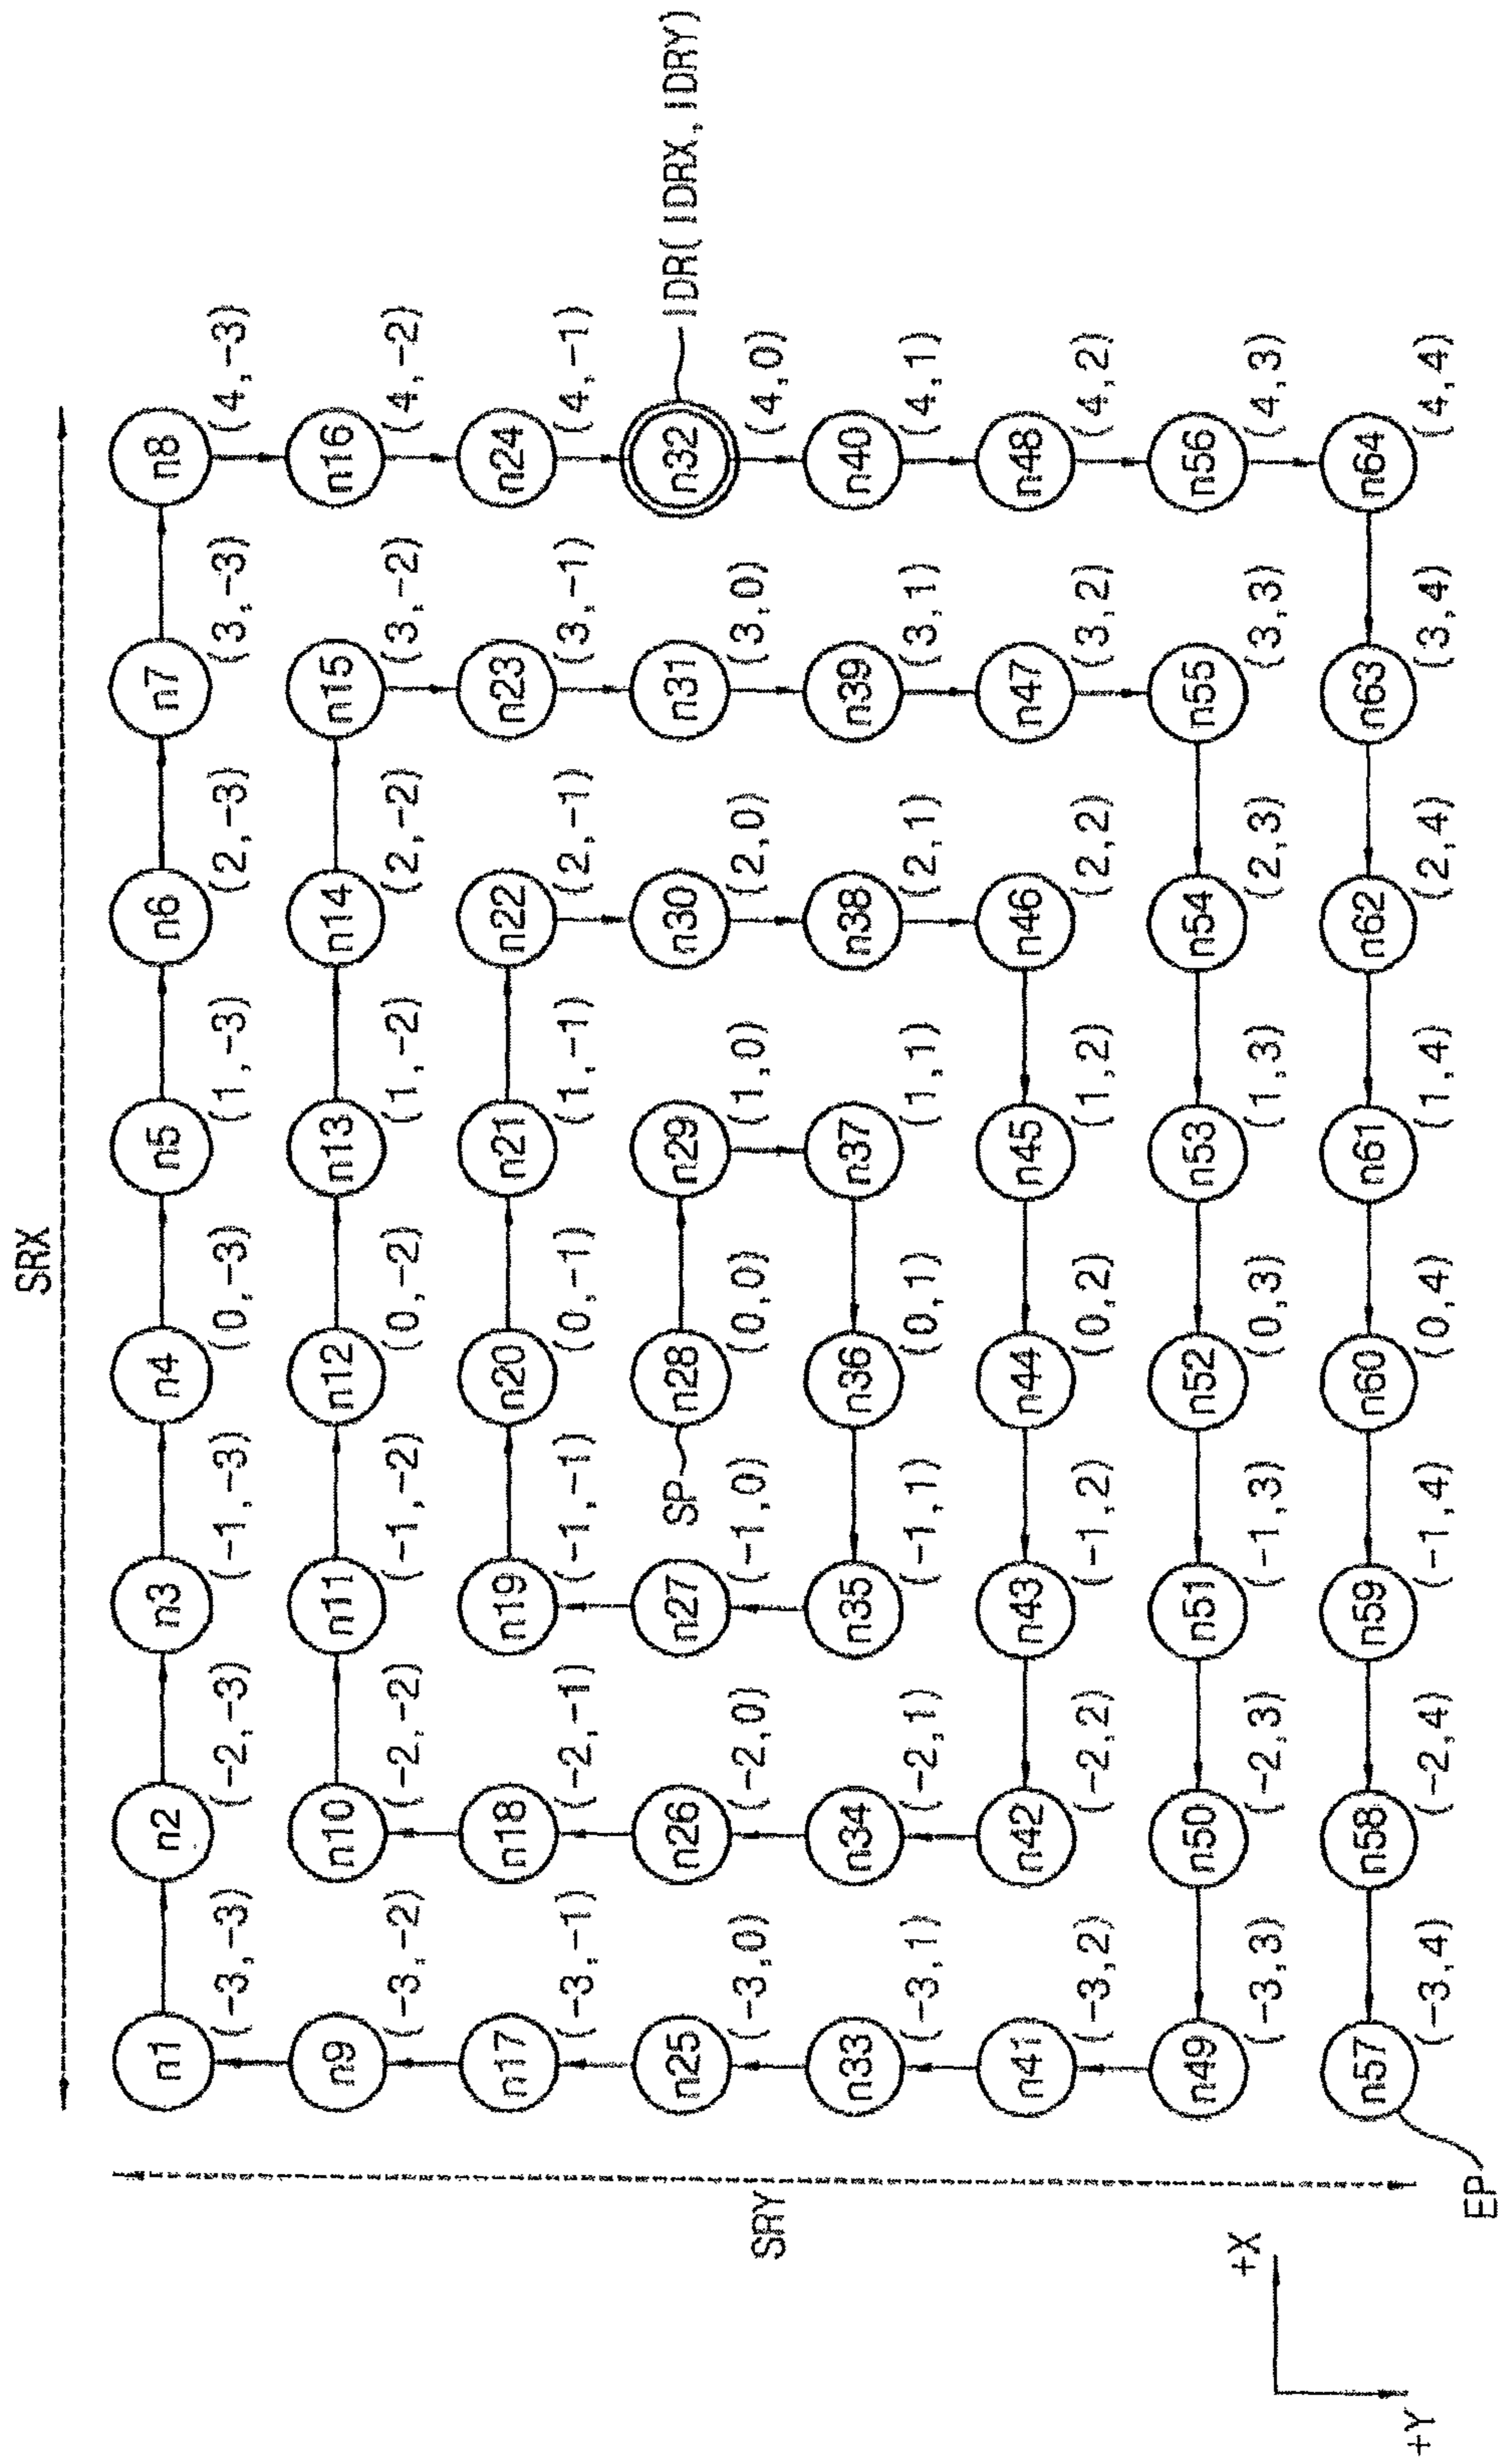 SRX
n1 n2 n3 n4 n5 n6 n7 n8
(-3,-3) (-2,-3) (-1,-3) (0,-3) (1,-3) (2,-3) (3,-3) (4,-3)
n9 n10 n11 n12 n13 n14 n15 n16
(-3,-2) (-2,-2) (-1,-2) (0,-2) (1,-2) (2,-2) (3,-2) (4,-2)
n17 n18 n19 n20 n21 n22 n23 n24
(-3,-1) (-2,-1) (-1,-1) (0,-1) (1,-1) (2,-1) (3,-1) (4,-1)
n25 n26 n27 SP n28 n29 n30 n31 n32 IDR(IDRX,IDRY)
(-3,0) (-2,0) (-1,0) (0,0) (1,0) (2,0) (3,0) (4,0)
SRY
n33 n34 n35 n36 n37 n38 n39 n40
(-3,1) (-2,1) (-1,1) (0,1) (1,1) (2,1) (3,1) (4,1)
n41 n42 n43 n44 n45 n46 n47 n48
(-3,2) (-2,2) (-1,2) (0,2) (1,2) (2,2) (3,2) (4,2)
n49 n50 n51 n52 n53 n54 n55 n56
(-3,3) (-2,3) (-1,3) (0,3) (1,3) (2,3) (3,3) (4,3)
n57 n58 n59 n60 n61 n62 n63 n64
(-3,4) (-2,4) (-1,4) (0,4) (1,4) (2,4) (3,4) (4,4)
+X
+Y
EP